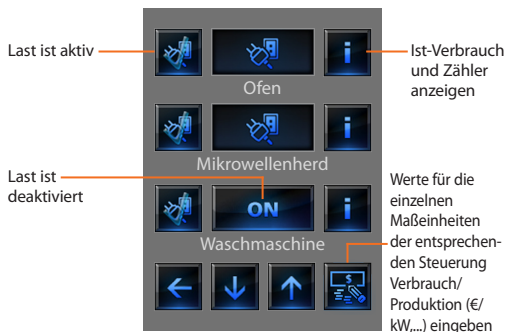 Last ist aktiv
Ist-Verbrauch
und Zähler
anzeigen
Ofen
Mikrowellenherd
Last ist
deaktiviert
ON
Waschmaschine
Werte für die
einzelnen
Maßeinheiten
der entsprechen-
den Steuerung
Verbrauch/
Produktion (€/
kW,...) eingeben
i
i
i
$